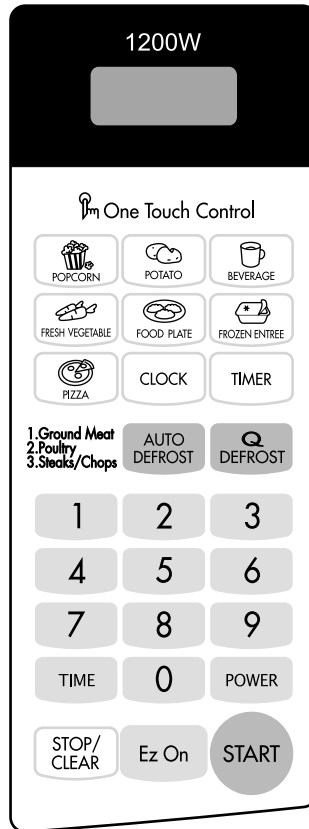 1200W
One Touch Control
POPCORN POTATO BEVERAGE
FRESH VEGETABLE FOOD PLATE FROZEN ENTREE
PIZZA CLOCK TIMER
1.Ground Meat
2.Poultry
3.Steaks/Chops
AUTO
DEFROST
Q
DEFROST
1 2 3
4 5 6
7 8 9
TIME 0 POWER
STOP/
CLEAR
Ez On
START